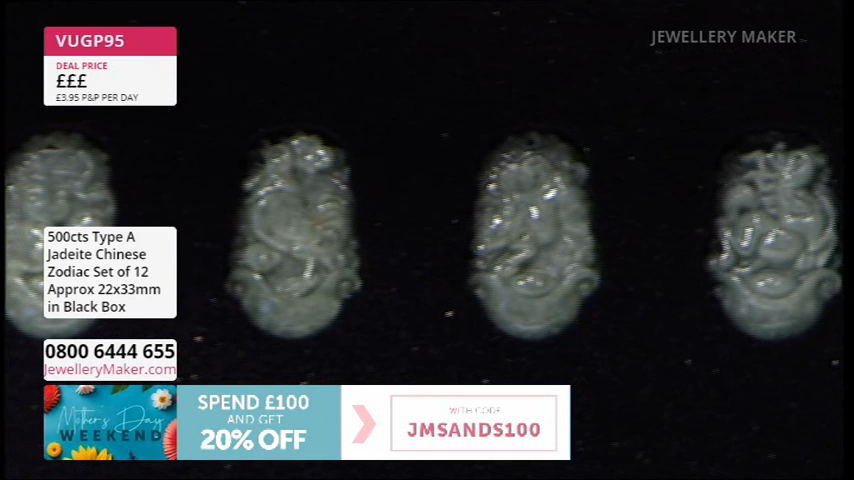 VUGP95
DEAL PRICE
£££
£3.95 P&P PER DAY
JEWELLERY MAKER
500cts Type A
Jadeite Chinese
Zodiac Set of 12
Approx 22x33mm
in Black Box
0800 6444 655
JewelleryMaker.com
Mother's Day
WEEKEND
SPEND £100
AND GET
20% OFF
WITH CODE
JMSANDS100